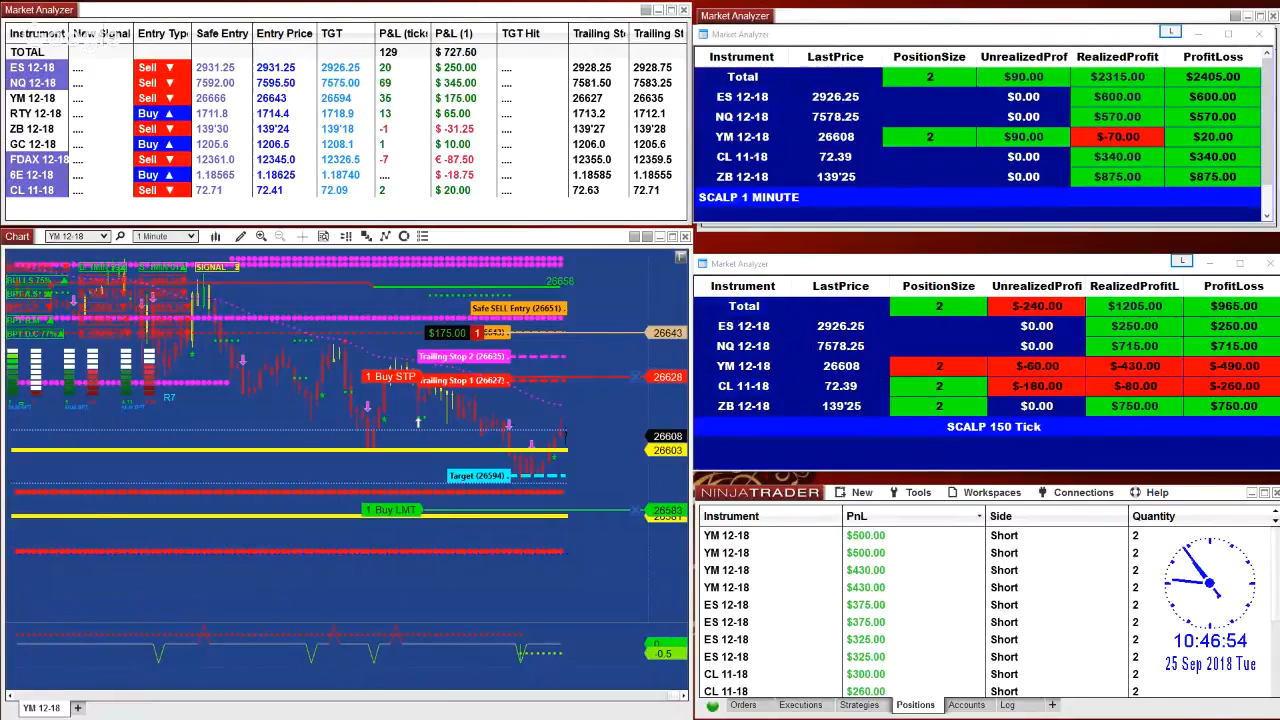 Market Analyzer
Instrument New Signal Entry Type Safe Entry Entry Price TGT P&L (ticks P&L (1) TGT Hit Trailing Sto Trailing Sto
TOTAL 129 $ 727.50
ES 12-18 .... Sell ▼ 2931.25 2931.25 2926.25 20 $ 250.00 .... 2928.25 2928.75
NQ 12-18 .... Sell ▼ 7592.00 7595.50 7575.00 69 $ 345.00 .... 7581.50 7583.25
YM 12-18 .... Sell ▼ 26666 26643 26594 35 $ 175.00 .... 26627 26635
RTY 12-18 .... Buy ▲ 1711.8 1714.4 1718.9 13 $ 65.00 .... 1713.2 1712.1
ZB 12-18 .... Sell ▼ 139'30 139'24 139'18 -1 $ -31.25 .... 139'27 139'28
GC 12-18 .... Buy ▲ 1205.6 1206.5 1208.1 1 $ 10.00 .... 1206.0 1205.6
FDAX 12-18 .... Sell ▼ 12361.0 12345.0 12326.5 -7 € -87.50 .... 12355.0 12359.5
6E 12-18 .... Buy ▲ 1.18565 1.18625 1.18740 .... $ -18.75 .... 1.18585 1.18555
CL 11-18 .... Sell ▼ 72.71 72.41 72.09 2 $ 20.00 .... 72.63 72.71
Market Analyzer
Market Analyzer L
Instrument LastPrice PositionSize UnrealizedProf RealizedProfit ProfitLoss
Total 2 $90.00 $2315.00 $2405.00
ES 12-18 2926.25 $0.00 $600.00 $600.00
NQ 12-18 7578.25 $0.00 $570.00 $570.00
YM 12-18 26608 2 $90.00 $-70.00 $20.00
CL 11-18 72.39 $0.00 $340.00 $340.00
ZB 12-18 139'25 $0.00 $875.00 $875.00
SCALP 1 MINUTE
Chart YM 12-18 1 Minute
F
SIGNAL
26658
Safe SELL Entry (26651)
$175.00 1 26643
Trailing Stop 2 (26635)
1 Buy STP Trailing Stop 1 (26627) 26628
R7
26608
26603
Target (26594)
1 Buy LMT 26583
0
-0.5
YM 12-18 +
Market Analyzer L
Instrument LastPrice PositionSize UnrealizedProfi RealizedProfitL ProfitLoss
Total 2 $-240.00 $1205.00 $965.00
ES 12-18 2926.25 $0.00 $250.00 $250.00
NQ 12-18 7578.25 $0.00 $715.00 $715.00
YM 12-18 26608 2 $-60.00 $-430.00 $-490.00
CL 11-18 72.39 2 $-180.00 $-80.00 $-260.00
ZB 12-18 139'25 2 $0.00 $750.00 $750.00
SCALP 150 Tick
NINJATRADER New Tools Workspaces Connections Help
Instrument PnL Side Quantity
YM 12-18 $500.00 Short 2
YM 12-18 $500.00 Short 2
YM 12-18 $430.00 Short 2
YM 12-18 $430.00 Short 2
ES 12-18 $375.00 Short 2
ES 12-18 $375.00 Short 2
ES 12-18 $325.00 Short 2
ES 12-18 $325.00 Short 2
CL 11-18 $300.00 Short 2
CL 11-18 $260.00 Short 2
10:46:54
25 Sep 2018 Tue
Orders Executions Strategies Positions Accounts Log +